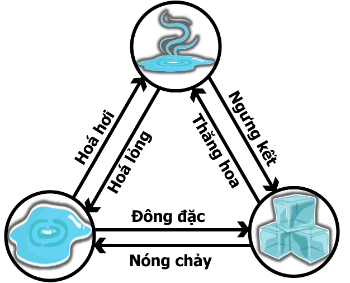 Hoá hơi
Hoá lỏng
Thăng hoa
Ngưng kết
Đông đặc
Nóng chảy